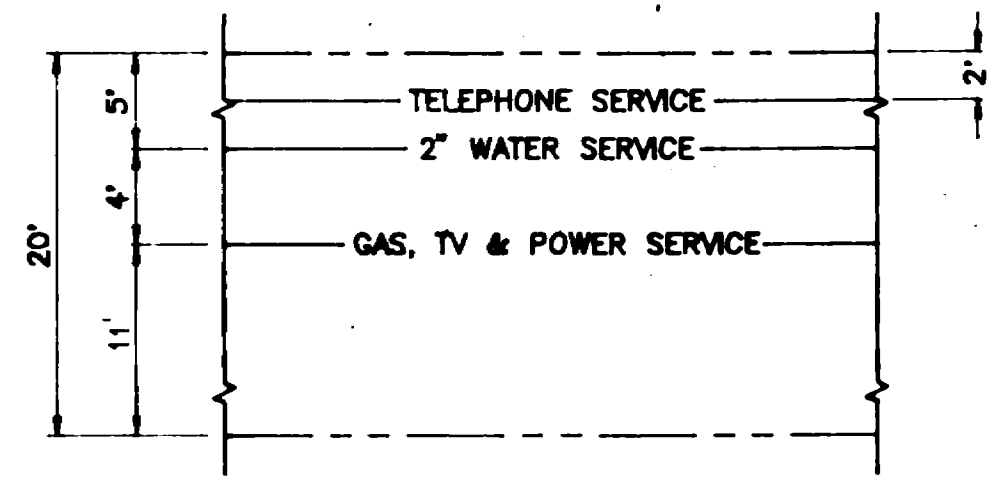 2'
5'
TELEPHONE SERVICE
2" WATER SERVICE
4'
20'
GAS, TV & POWER SERVICE
11'